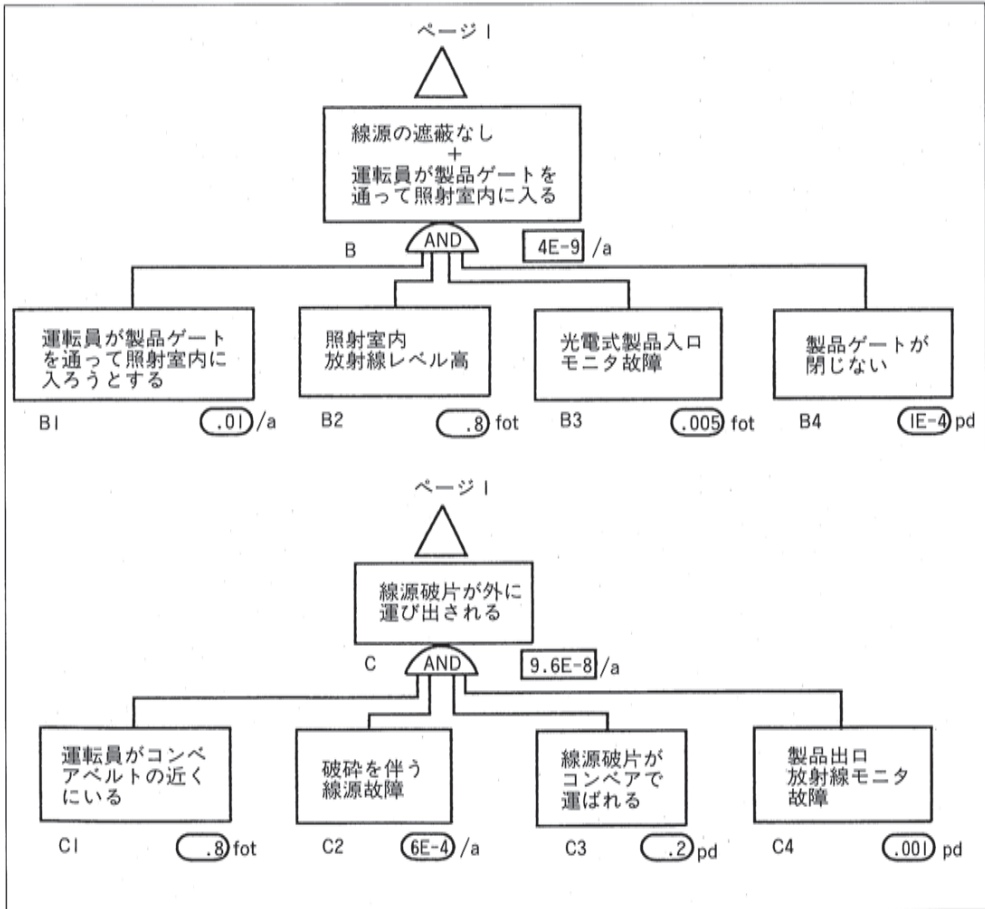 ページ1
線源の遮蔽なし
+
運転員が製品ゲートを
通って照射室内に入る
B
AND
4E-9 /a
運転員が製品ゲート
を通って照射室内に
入ろうとする
B1
.01 /a
照射室内
放射線レベル高
B2
.8 fot
光電式製品入口
モニタ故障
B3
.005 fot
製品ゲートが
閉じない
B4
1E-4 pd
ページ1
線源破片が外に
運び出される
C
AND
9.6E-8 /a
運転員がコンベ
アベルトの近く
にいる
C1
.8 fot
破砕を伴う
線源故障
C2
6E-4 /a
線源破片が
コンベアで
運ばれる
C3
.2 pd
製品出口
放射線モニタ
故障
C4
.001 pd